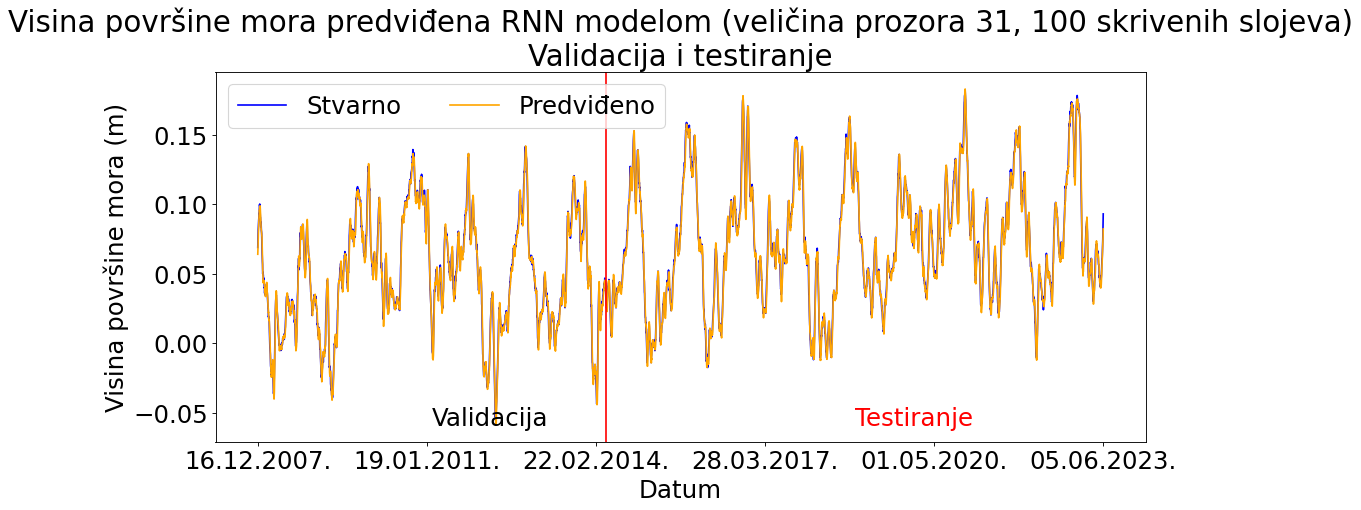 Visina površine mora predviđena RNN modelom (veličina prozora 31, 100 skrivenih slojeva)
Validacija i testiranje
Stvarno
Predviđeno
Visina površine mora (m)
0.15
0.10
0.05
0.00
−0.05
Validacija
Testiranje
16.12.2007.
19.01.2011.
22.02.2014.
28.03.2017.
01.05.2020.
05.06.2023.
Datum